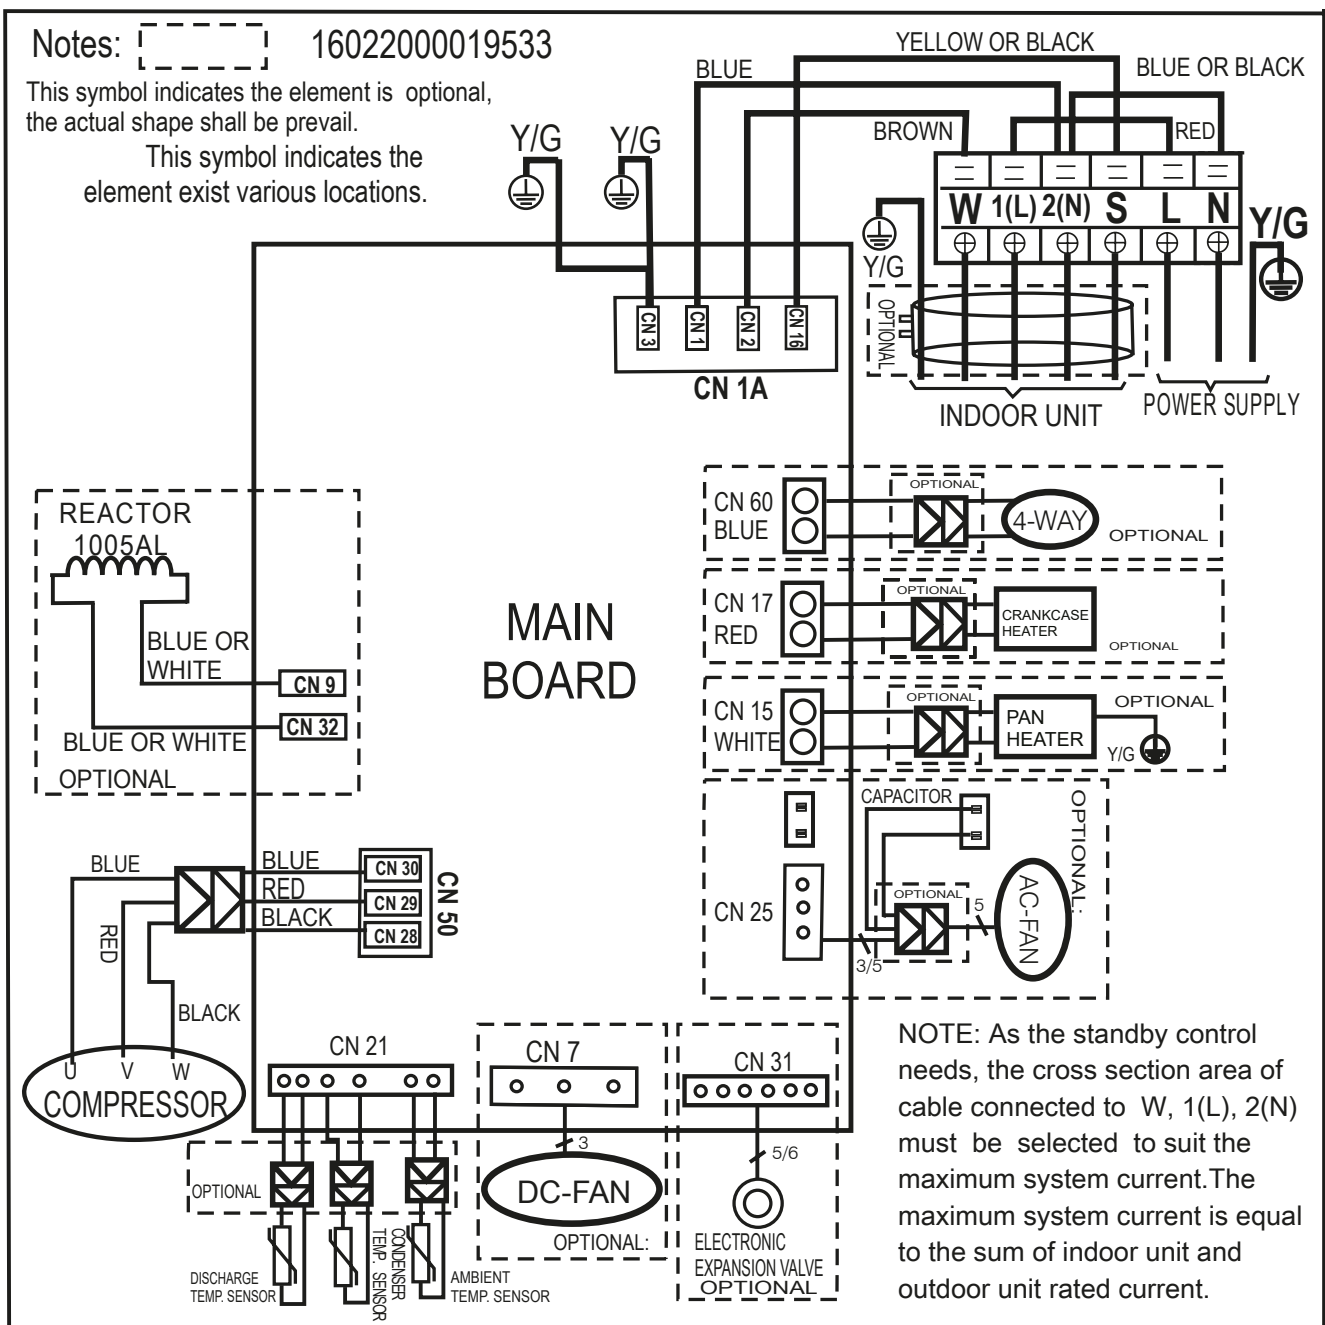 Notes: 16022000019533
This symbol indicates the element is optional,
the actual shape shall be prevail.
This symbol indicates the
element exist various locations.
YELLOW OR BLACK
BLUE
BLUE OR BLACK
BROWN
RED
Y/G
Y/G
W 1(L) 2(N) S L N
Y/G
Y/G
OPTIONAL
INDOOR UNIT
POWER SUPPLY
CN 3
CN 1
CN 2
CN 16
CN 1A
REACTOR
1005AL
BLUE OR
WHITE
CN 9
CN 32
BLUE OR WHITE
OPTIONAL
MAIN
BOARD
CN 60
BLUE
OPTIONAL
4-WAY
OPTIONAL
CN 17
RED
OPTIONAL
CRANKCASE
HEATER
OPTIONAL
CN 15
WHITE
OPTIONAL
PAN
HEATER
OPTIONAL
Y/G
CAPACITOR
OPTIONAL:
CN 25
OPTIONAL
3/5
5
AC-FAN
BLUE
RED
BLACK
BLUE
RED
BLACK
CN 30
CN 29
CN 28
CN 50
U V W
COMPRESSOR
CN 21
OPTIONAL
DISCHARGE
TEMP. SENSOR
CONDENSER
TEMP. SENSOR
AMBIENT
TEMP. SENSOR
CN 7
3
DC-FAN
OPTIONAL:
CN 31
5/6
ELECTRONIC
EXPANSION VALVE
OPTIONAL
NOTE: As the standby control
needs, the cross section area of
cable connected to W, 1(L), 2(N)
must be selected to suit the
maximum system current.The
maximum system current is equal
to the sum of indoor unit and
outdoor unit rated current.